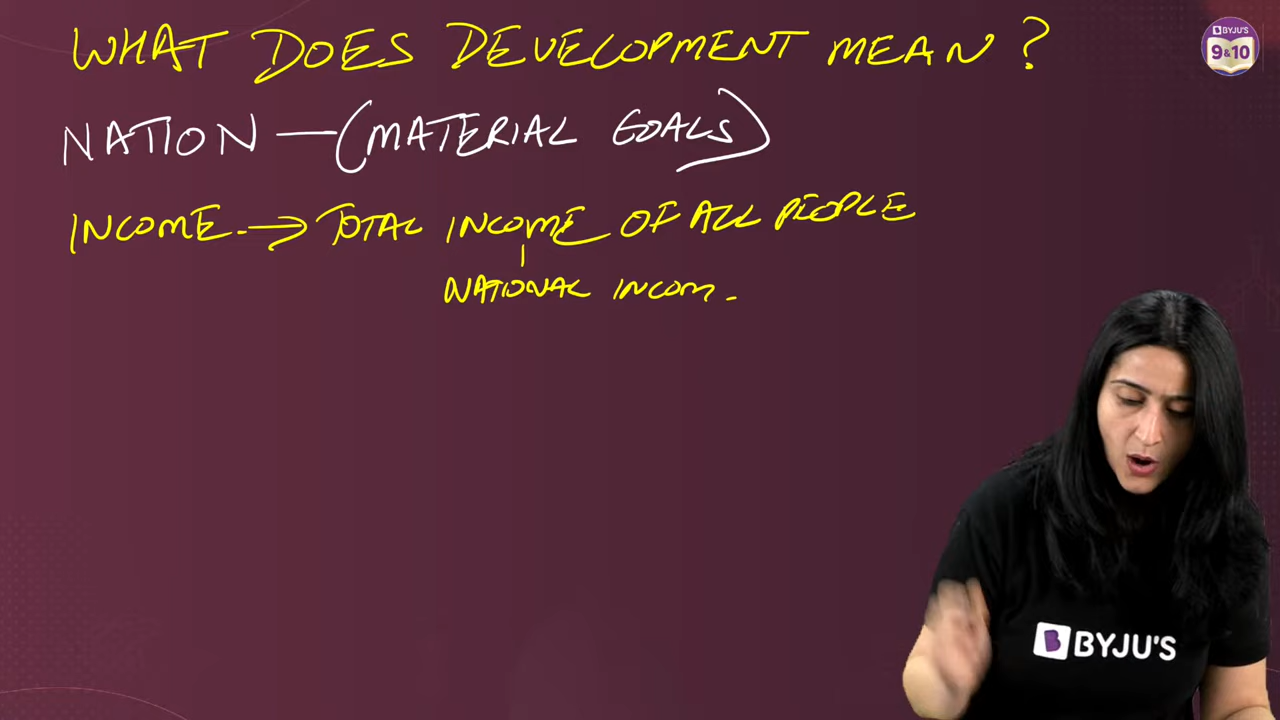 WHAT DOES DEVELOPMENT MEAN?
BYJU'S
9&10
NATION — (MATERIAL GOALS)
INCOME. → TOTAL INCOME OF ALL PEOPLE
NATIONAL INCOM.
B BYJU'S